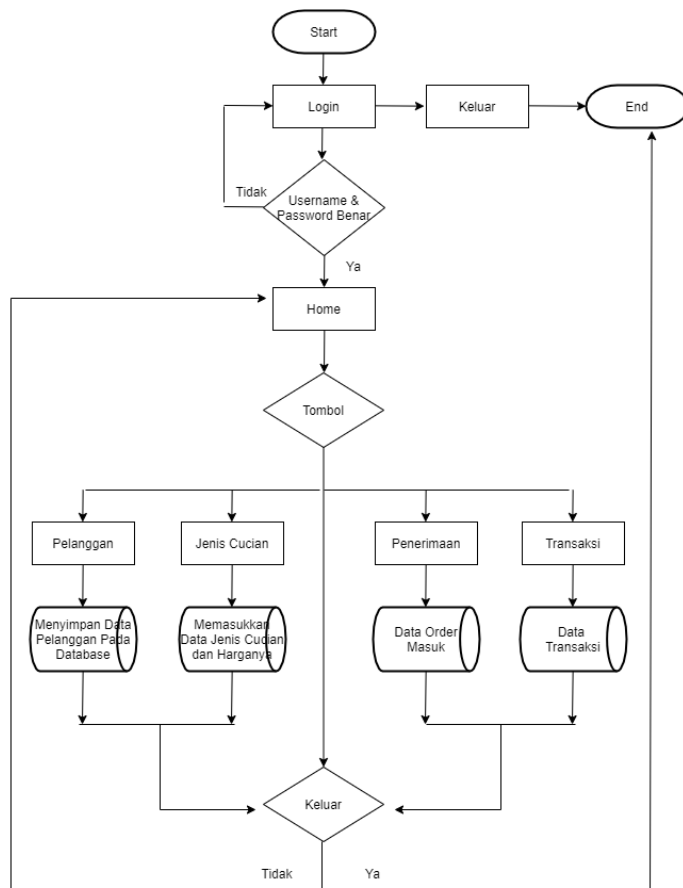 Start
Login
Keluar
End
Tidak
Username &
Password Benar
Ya
Home
Tombol
Pelanggan
Jenis Cucian
Penerimaan
Transaksi
Menyimpan Data
Pelanggan Pada
Database
Memasukkan
Data Jenis Cucian
dan Harganya
Data Order
Masuk
Data
Transaksi
Keluar
Tidak
Ya